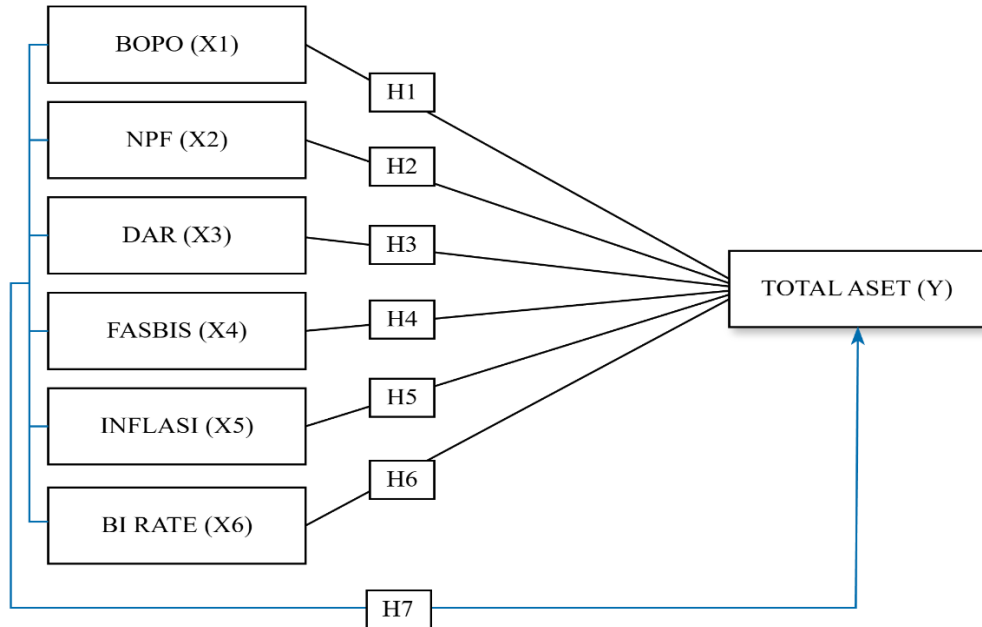 BOPO (X1)
H1
NPF (X2)
H2
DAR (X3)
H3
TOTAL ASET (Y)
FASBIS (X4)
H4
INFLASI (X5)
H5
BI RATE (X6)
H6
H7